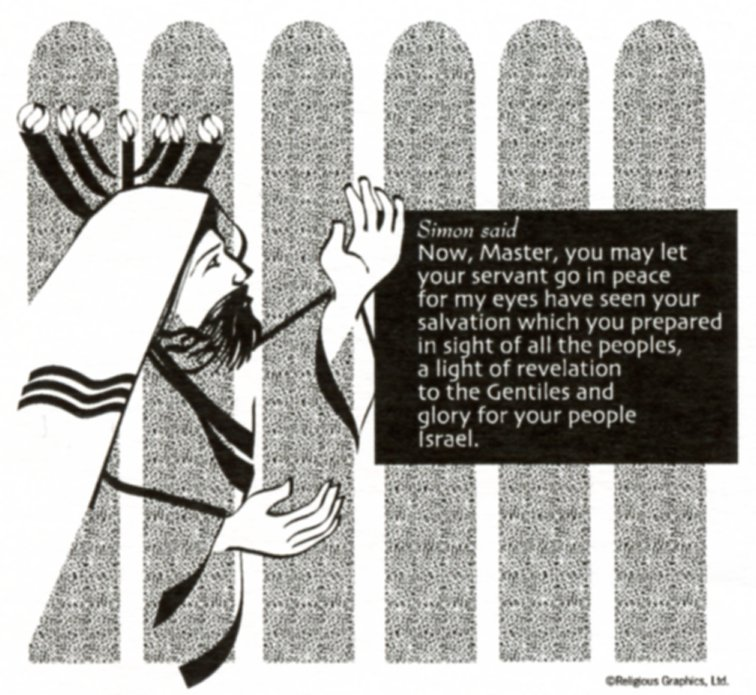 Simon said
Now, Master, you may let
your servant go in peace
for my eyes have seen your
salvation which you prepared
in sight of all the peoples,
a light of revelation
to the Gentiles and
glory for your people
Israel.
©Religious Graphics, Ltd.